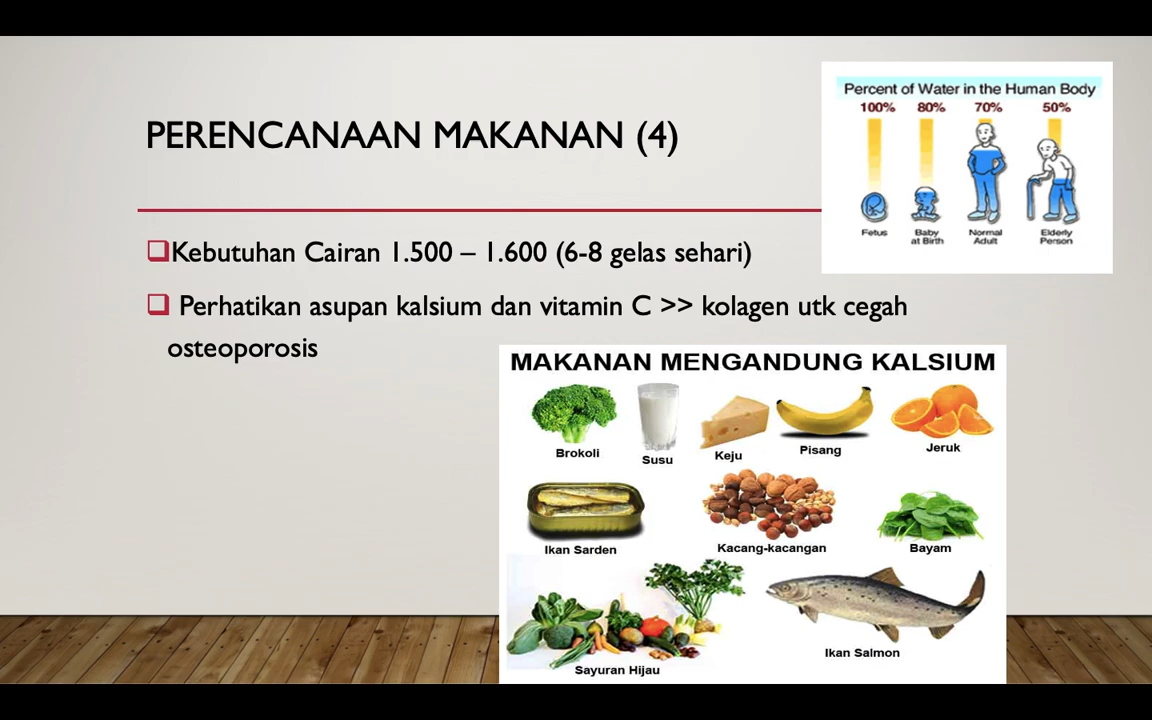 PERENCANAAN MAKANAN (4)
Percent of Water in the Human Body
100% 80% 70% 50%
Fetus
Baby
at Birth
Normal
Adult
Elderly
Person
Kebutuhan Cairan 1.500 – 1.600 (6-8 gelas sehari)
Perhatikan asupan kalsium dan vitamin C >> kolagen utk cegah
osteoporosis
MAKANAN MENGANDUNG KALSIUM
Brokoli
Susu
Keju
Pisang
Jeruk
Ikan Sarden
Kacang-kacangan
Bayam
Sayuran Hijau
Ikan Salmon